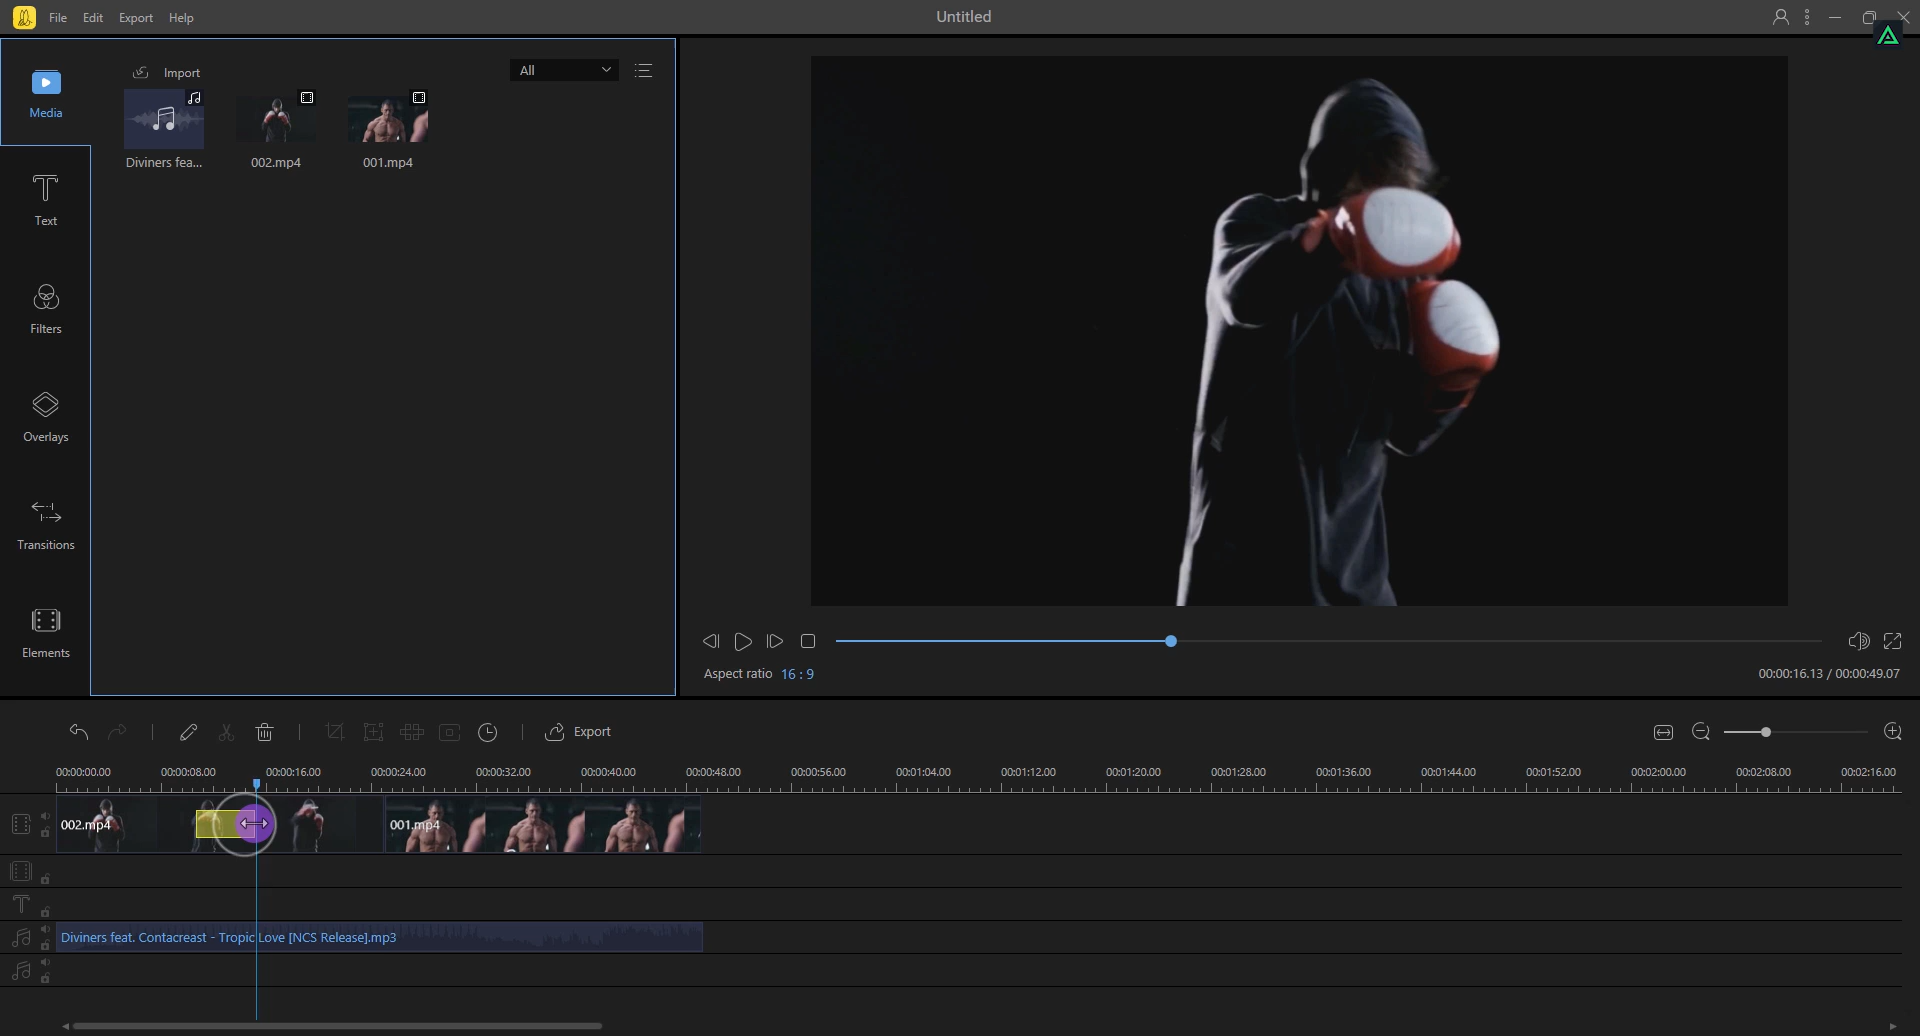 File Edit Export Help
Untitled
Media
Text
Filters
Overlays
Transitions
Elements
Import
All
Diviners fea... 002.mp4 001.mp4
Aspect ratio 16 : 9
00:00:16.13 / 00:00:49.07
Export
00:00:00.00 00:00:08.00 00:00:16.00 00:00:24.00 00:00:32.00 00:00:40.00 00:00:48.00 00:00:56.00 00:01:04.00 00:01:12.00 00:01:20.00 00:01:28.00 00:01:36.00 00:01:44.00 00:01:52.00 00:02:00.00 00:02:08.00 00:02:16.00
002.mp4 001.mp4
Diviners feat. Contacreast - Tropic Love [NCS Release].mp3